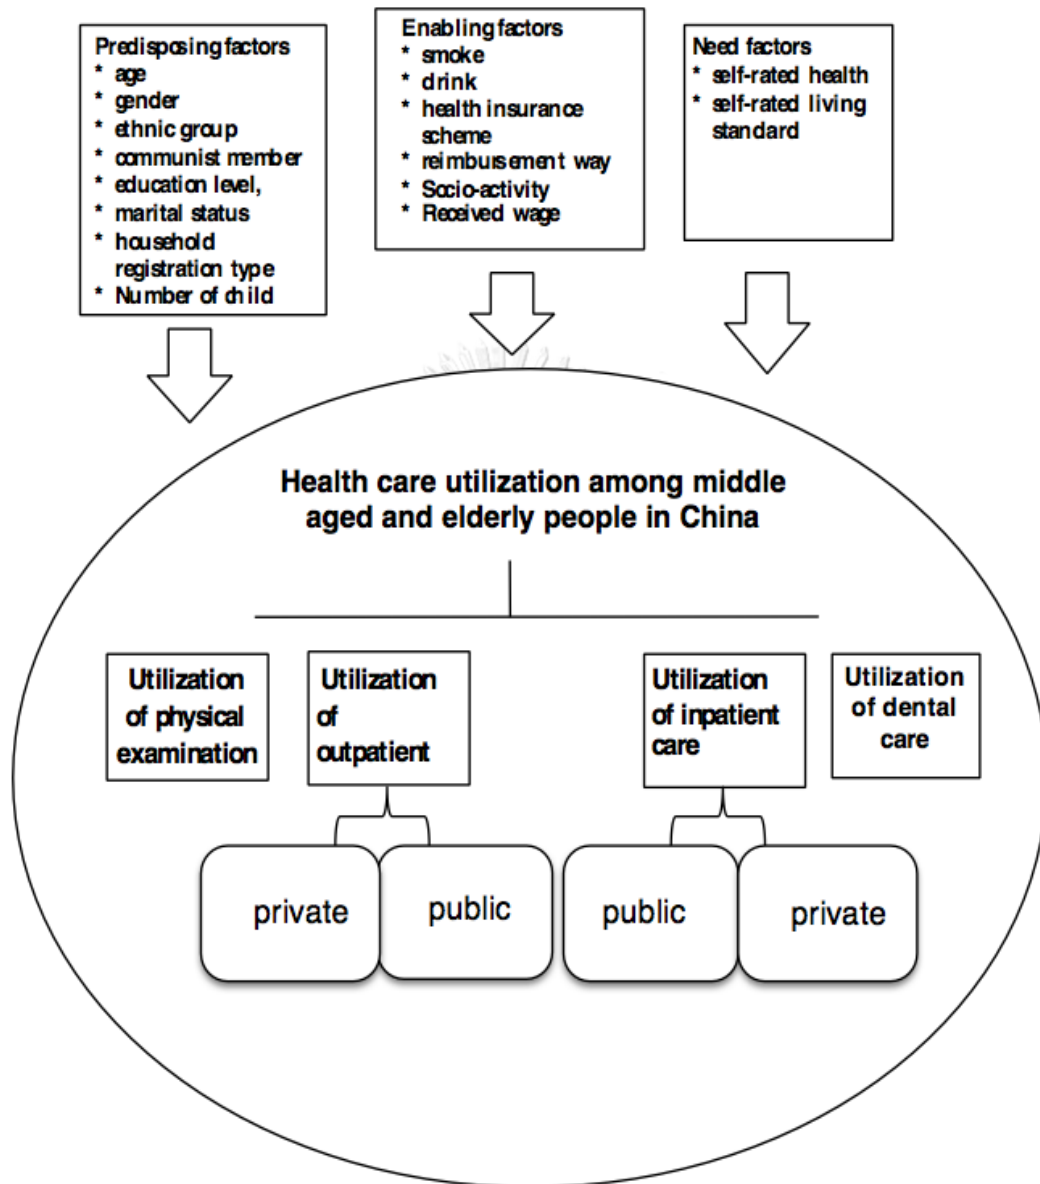 Predisposing factors
* age
* gender
* ethnic group
* communist member
* education level,
* marital status
* household
registration type
* Number of child
Enabling factors
* smoke
* drink
* health insurance
scheme
* reimbursement way
* Socio-activity
* Received wage
Need factors
* self-rated health
* self-rated living
standard
Health care utilization among middle
aged and elderly people in China
Utilization
of physical
examination
Utilization
of
outpatient
Utilization
of inpatient
care
Utilization
of dental
care
private
public
public
private